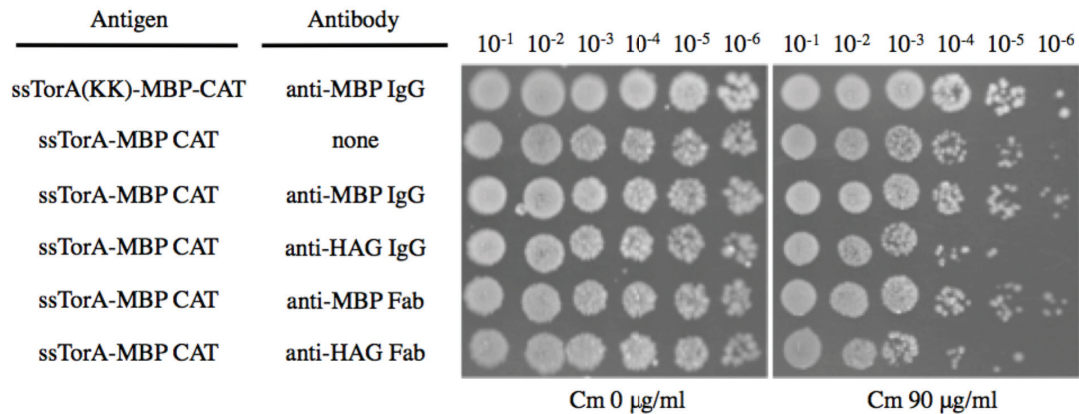 Antigen Antibody 10-1 10-2 10-3 10-4 10-5 10-6 10-1 10-2 10-3 10-4 10-5 10-6
ssTorA(KK)-MBP-CAT anti-MBP IgG
ssTorA-MBP CAT none
ssTorA-MBP CAT anti-MBP IgG
ssTorA-MBP CAT anti-HAG IgG
ssTorA-MBP CAT anti-MBP Fab
ssTorA-MBP CAT anti-HAG Fab
Cm 0 µg/ml Cm 90 µg/ml